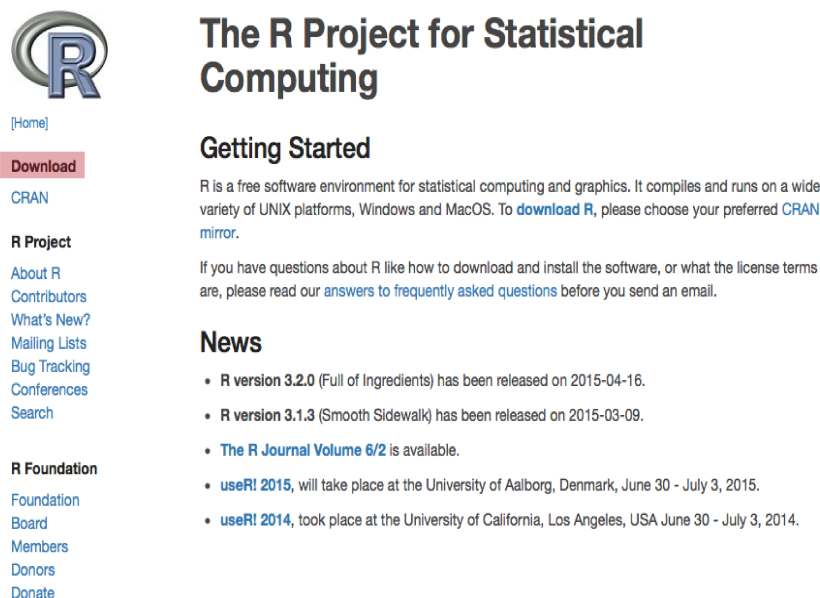 R
[Home]
Download
CRAN
R Project
About R
Contributors
What's New?
Mailing Lists
Bug Tracking
Conferences
Search
R Foundation
Foundation
Board
Members
Donors
Donate
The R Project for Statistical
Computing
Getting Started
R is a free software environment for statistical computing and graphics. It compiles and runs on a wide
variety of UNIX platforms, Windows and MacOS. To download R, please choose your preferred CRAN
mirror.
If you have questions about R like how to download and install the software, or what the license terms
are, please read our answers to frequently asked questions before you send an email.
News
• R version 3.2.0 (Full of Ingredients) has been released on 2015-04-16.
• R version 3.1.3 (Smooth Sidewalk) has been released on 2015-03-09.
• The R Journal Volume 6/2 is available.
• useR! 2015, will take place at the University of Aalborg, Denmark, June 30 - July 3, 2015.
• useR! 2014, took place at the University of California, Los Angeles, USA June 30 - July 3, 2014.